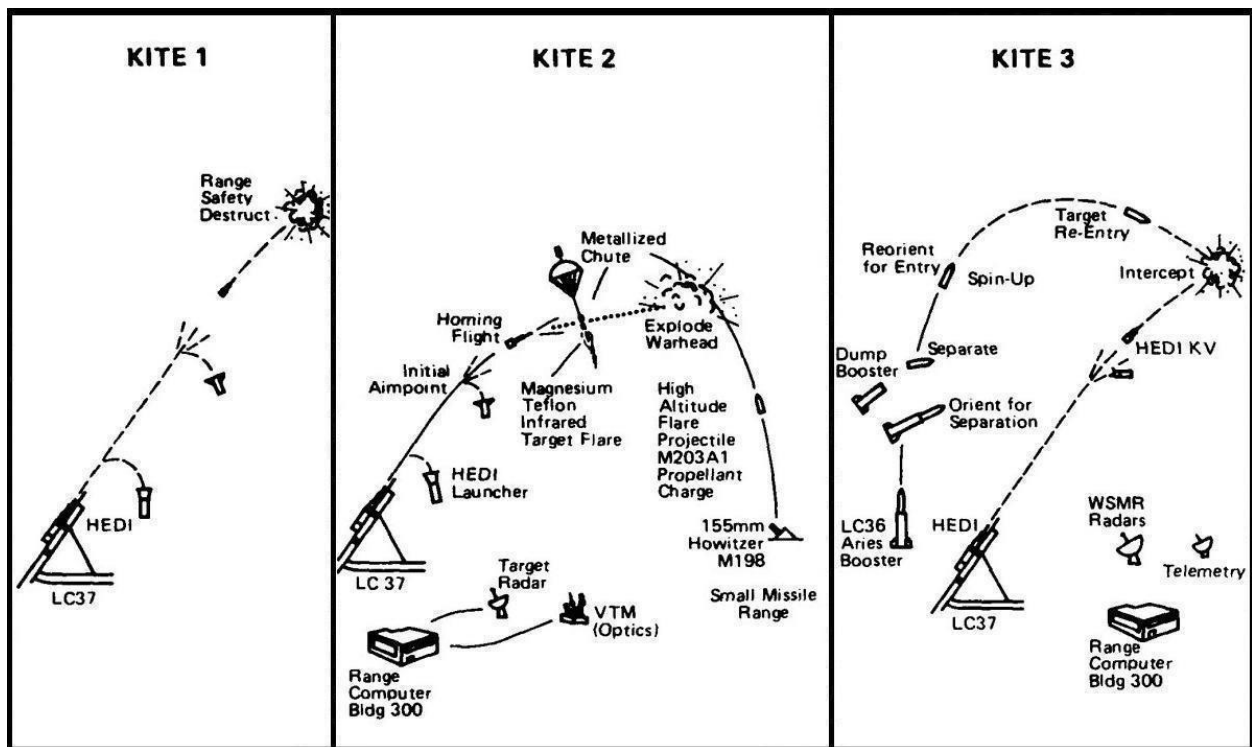 KITE 1
Range
Safety
Destruct
HEDI
LC37
KITE 2
Metallized
Chute
Homing
Flight
Explode
Warhead
Initial
Aimpoint
Magnesium
Teflon
Infrared
Target Flare
High
Altitude
Flare
Projectile
M203A1
Propellant
Charge
HEDI
Launcher
155mm
Howitzer
M198
LC 37
Target
Radar
Small Missile
Range
VTM
(Optics)
Range
Computer
Bldg 300
KITE 3
Target
Re-Entry
Reorient
for Entry
Spin-Up
Intercept
Dump
Booster
Separate
HEDI KV
Orient for
Separation
LC36
Aries
Booster
HEDI
WSMR
Radars
Telemetry
LC37
Range
Computer
Bldg 300